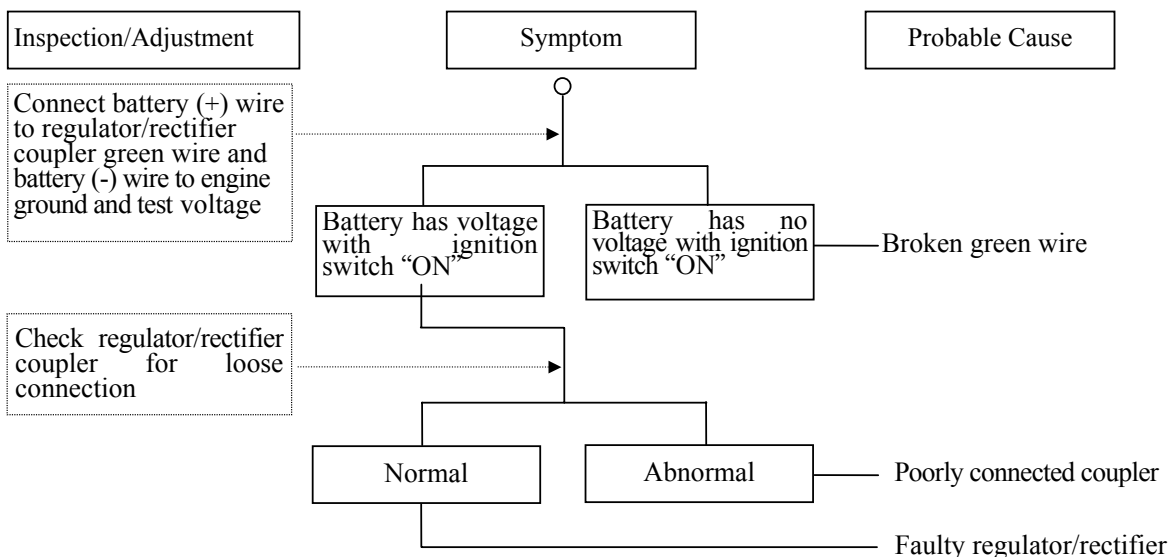 Inspection/Adjustment
Symptom
Probable Cause
Connect battery (+) wire
to regulator/rectifier
coupler green wire and
battery (-) wire to engine
ground and test voltage
Battery has voltage
with ignition
switch “ON”
Battery has no
voltage with ignition
switch “ON”
Broken green wire
Check regulator/rectifier
coupler for loose
connection
Normal
Abnormal
Poorly connected coupler
Faulty regulator/rectifier